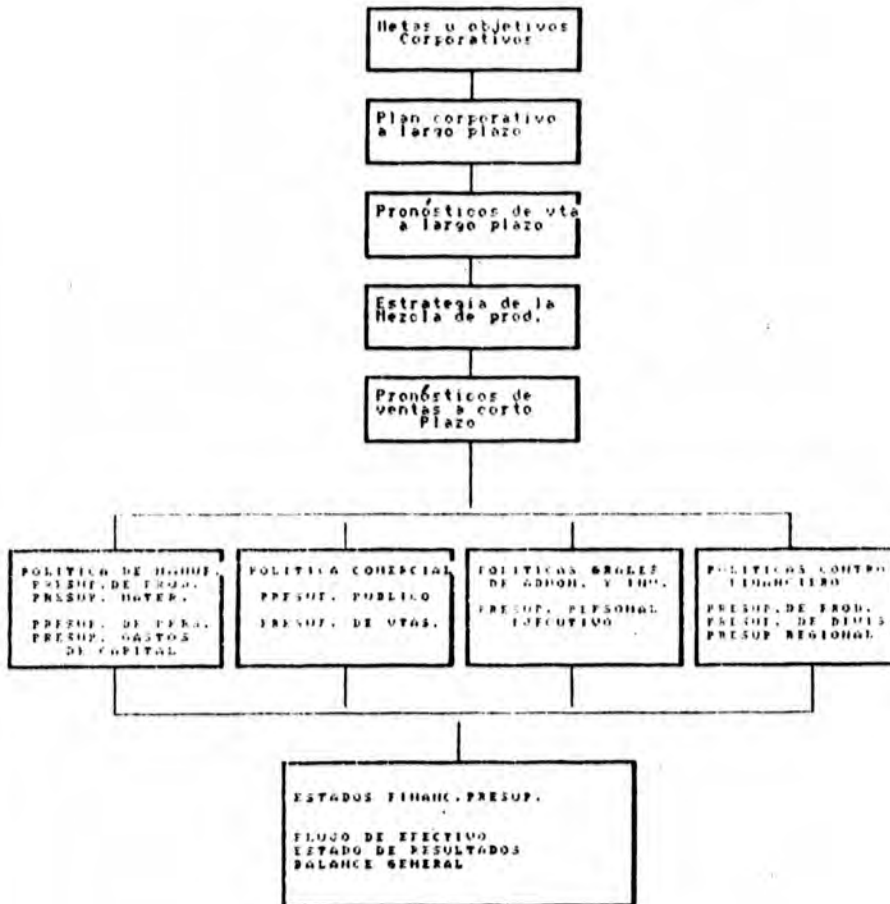 Metas u objetivos
Corporativos
Plan corporativo
a largo plazo
Pronósticos de vta
a largo plazo
Estrategia de la
Mezcla de prod.
Pronósticos de
ventas a corto
Plazo
POLITICA DE MANUF.
PRESUP. DE PROD.
PRESUP. MATER.
PRESUP. DE PERS.
PRESUP. GASTOS
DE CAPITAL
POLITICA COMERCIAL
PRESUP. PUBLICO
PRESUP. DE VTAS.
POLITICAS GRALES
DE ADMON. Y
PRESUP. PERSONAL
EJECUTIVO
POLITICAS CONTRO
FINANCIERO
PRESUP. DE PROD.
PRESUP. DE DIVIS
PRESUP REGIONAL
ESTADOS FINANC. PRESUP.
FLUJO DE EFECTIVO
ESTADO DE RESULTADOS
BALANCE GENERAL